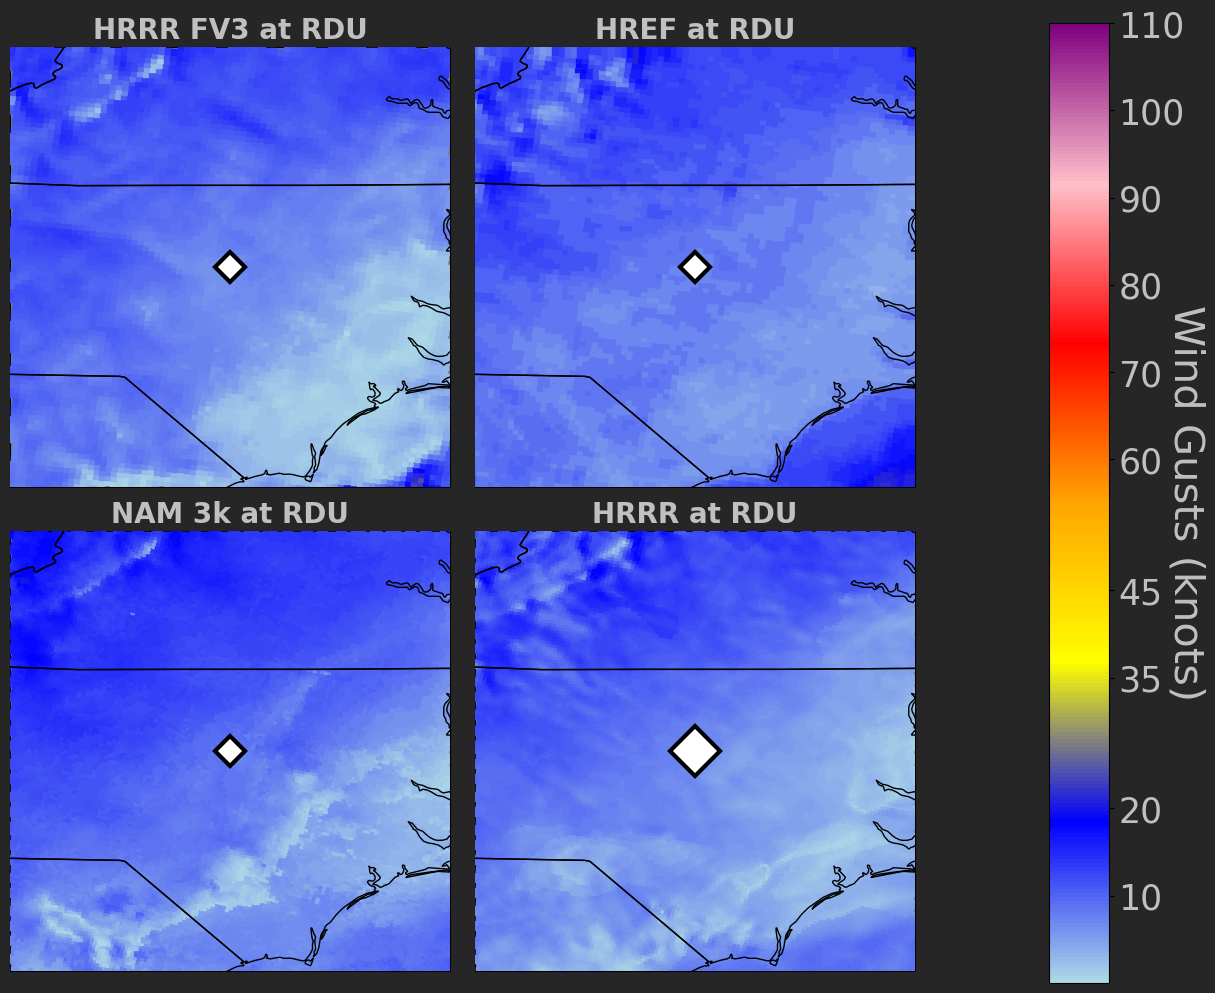 HRRR FV3 at RDU
HREF at RDU
NAM 3k at RDU
HRRR at RDU
110
100
90
80
70
60
45
35
20
10
Wind Gusts (knots)